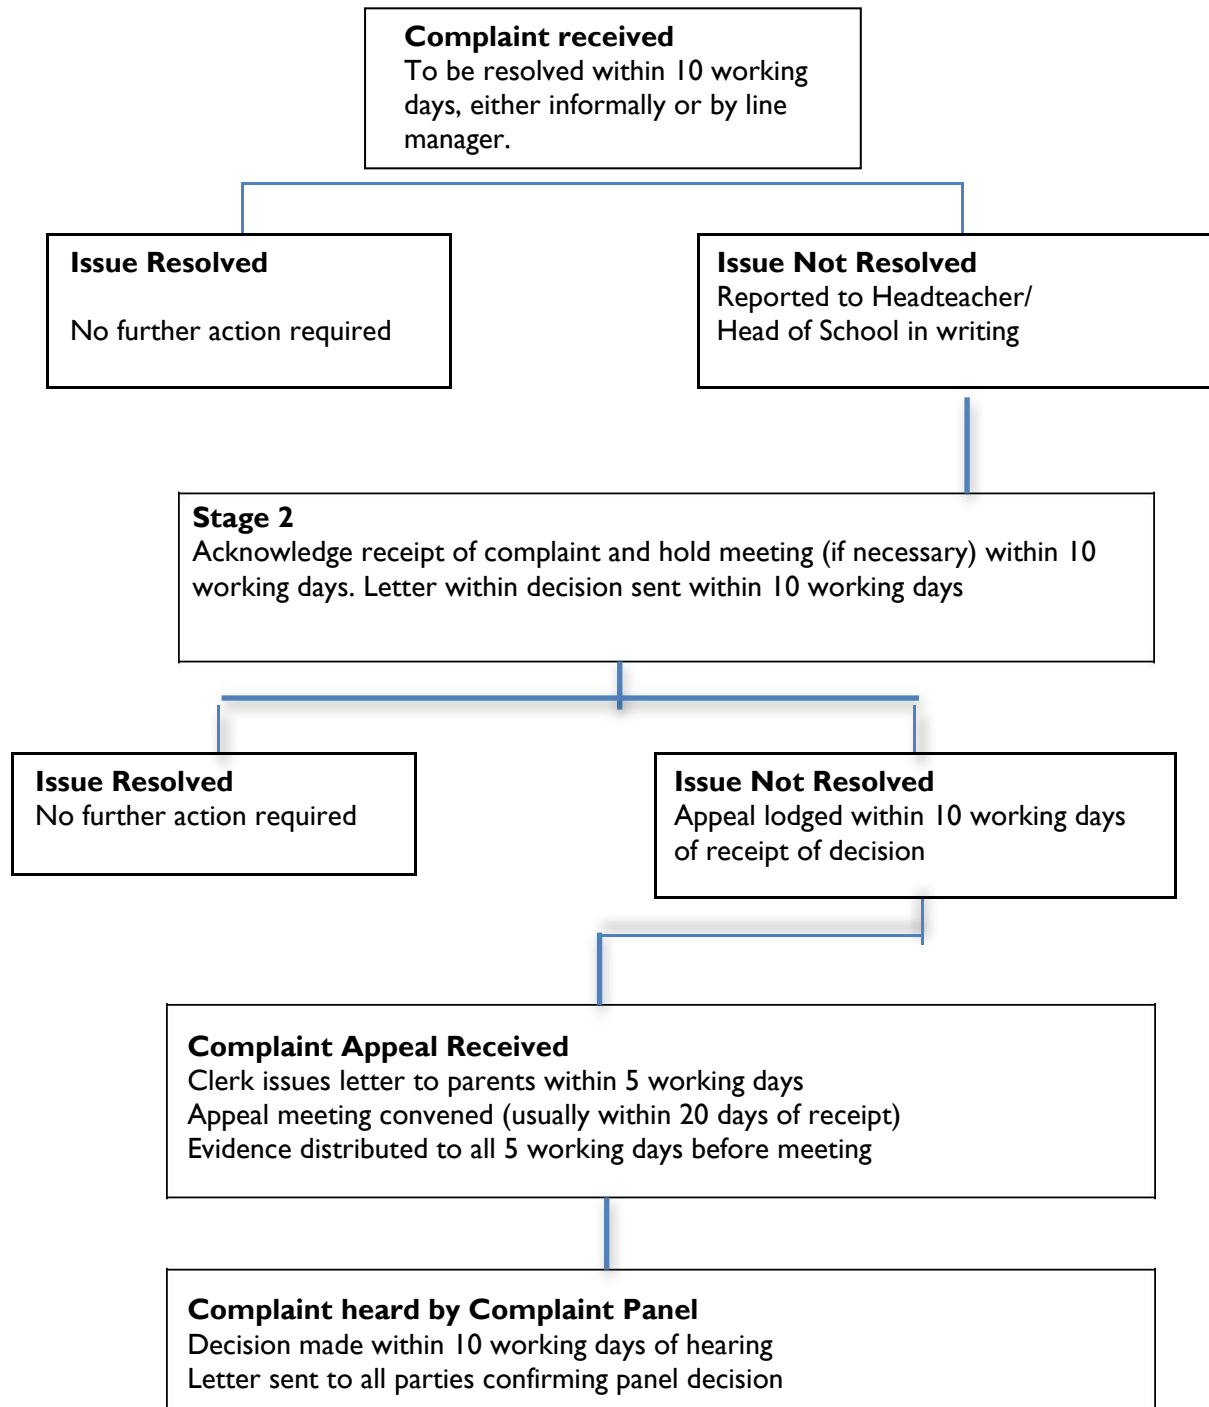 Complaint received
To be resolved within 10 working
days, either informally or by line
manager.
Issue Resolved
No further action required
Issue Not Resolved
Reported to Headteacher/
Head of School in writing
Stage 2
Acknowledge receipt of complaint and hold meeting (if necessary) within 10
working days. Letter within decision sent within 10 working days
Issue Resolved
No further action required
Issue Not Resolved
Appeal lodged within 10 working days
of receipt of decision
Complaint Appeal Received
Clerk issues letter to parents within 5 working days
Appeal meeting convened (usually within 20 days of receipt)
Evidence distributed to all 5 working days before meeting
Complaint heard by Complaint Panel
Decision made within 10 working days of hearing
Letter sent to all parties confirming panel decision